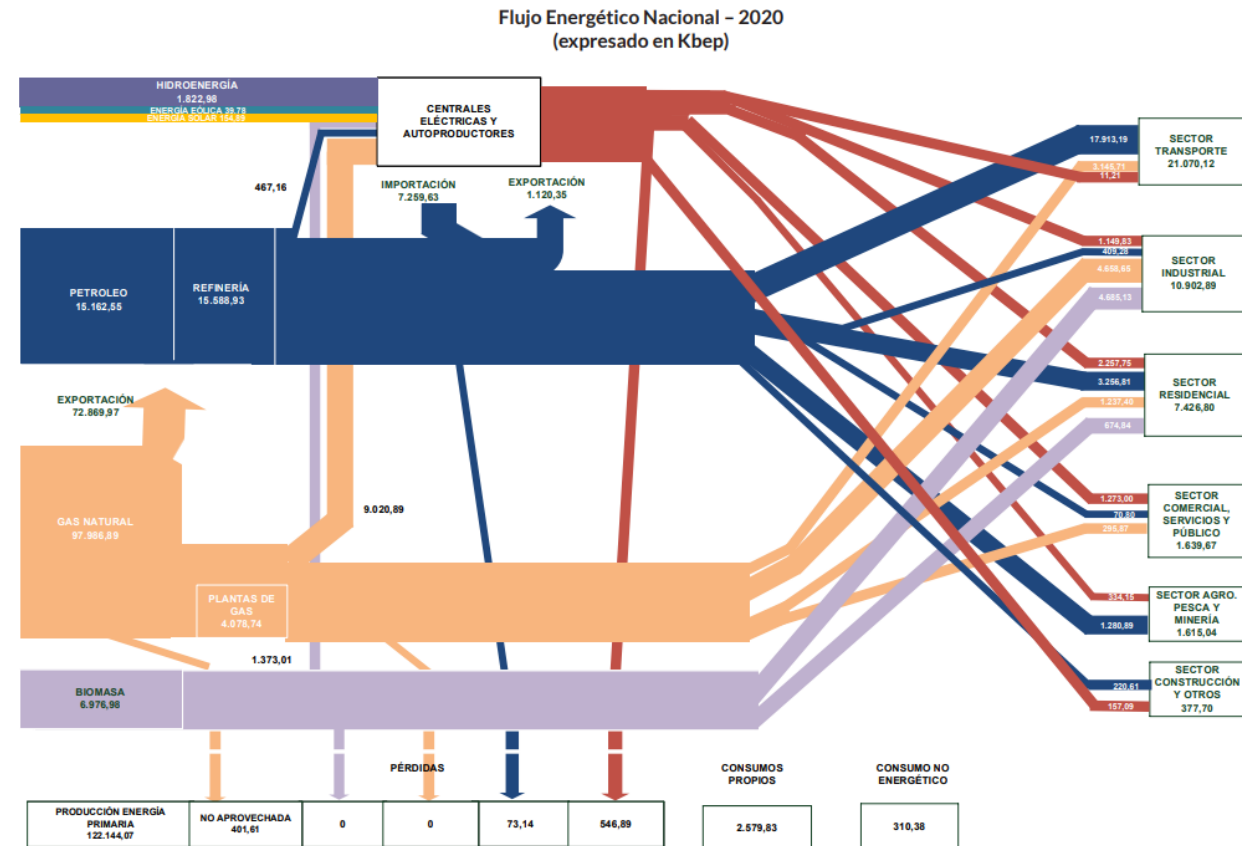 Flujo Energético Nacional – 2020
(expresado en Kbep)
HIDROENERGÍA
1.822,98
ENERGÍA EÓLICA 39.78
ENERGÍA SOLAR 154,89
CENTRALES
ELÉCTRICAS Y
AUTOPRODUCTORES
467,16
IMPORTACIÓN
7.259,63
EXPORTACIÓN
1.120,35
PETROLEO
15.162,55
REFINERÍA
15.588,93
EXPORTACIÓN
72.869,97
GAS NATURAL
97.986,89
9.020,89
PLANTAS DE
GAS
4.078,74
1.373,01
BIOMASA
6.976,98
17.913,19
3.145,71
11,21
SECTOR
TRANSPORTE
21.070,12
1.149,83
409,28
4.658,65
4.685,13
SECTOR
INDUSTRIAL
10.902,89
2.257,75
3.256,81
1.237,40
674,84
SECTOR
RESIDENCIAL
7.426,80
1.273,00
70,80
295,87
SECTOR
COMERCIAL,
SERVICIOS Y
PÚBLICO
1.639,67
334,15
1.280,89
SECTOR AGRO.
PESCA Y
MINERÍA
1.615,04
220,61
157,09
SECTOR
CONSTRUCCIÓN
Y OTROS
377,70
PÉRDIDAS
CONSUMOS
PROPIOS
CONSUMO NO
ENERGÉTICO
PRODUCCIÓN ENERGÍA
PRIMARIA
122.144,07
NO APROVECHADA
401,61
0
0
73,14
546,89
2.579,83
310,38